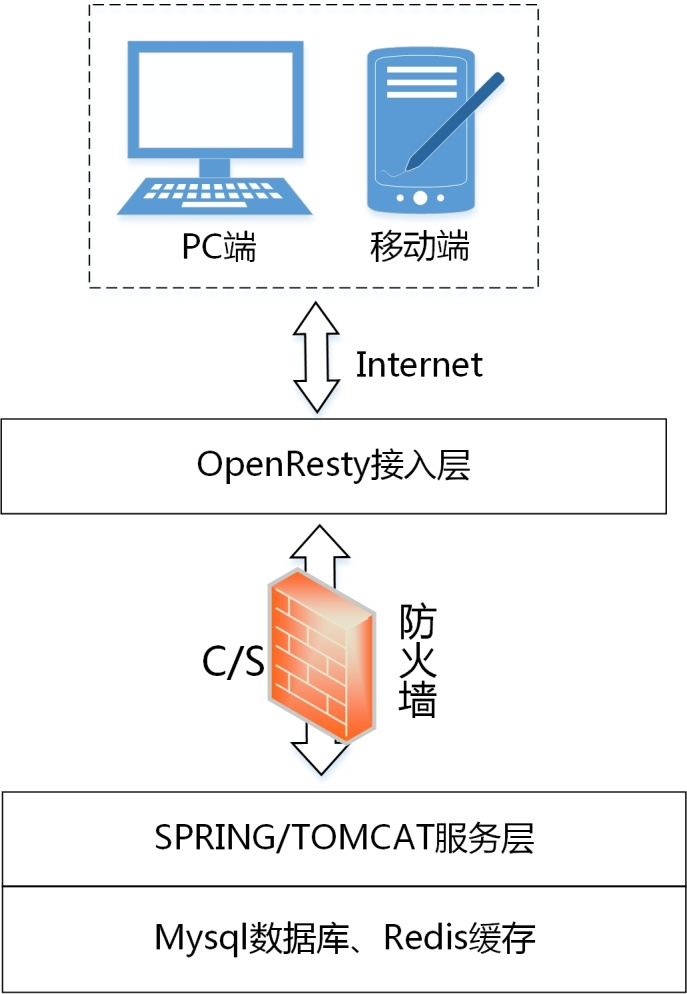 PC端
移动端
Internet
OpenResty接入层
C/S
防火墙
SPRING/TOMCAT服务层
Mysql数据库、Redis缓存